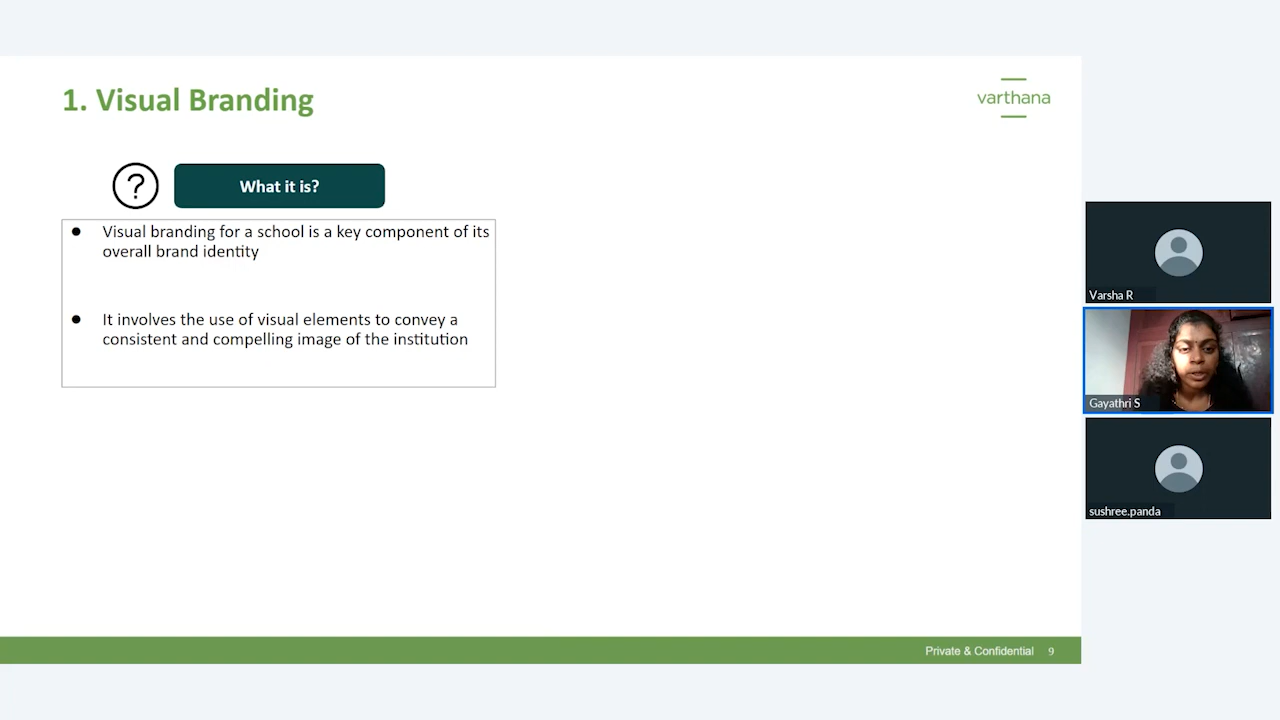 1. Visual Branding
varthana
?
What it is?
● Visual branding for a school is a key component of its
overall brand identity
● It involves the use of visual elements to convey a
consistent and compelling image of the institution
Varsha R
Gayathri S
sushree.panda
Private & Confidential 9